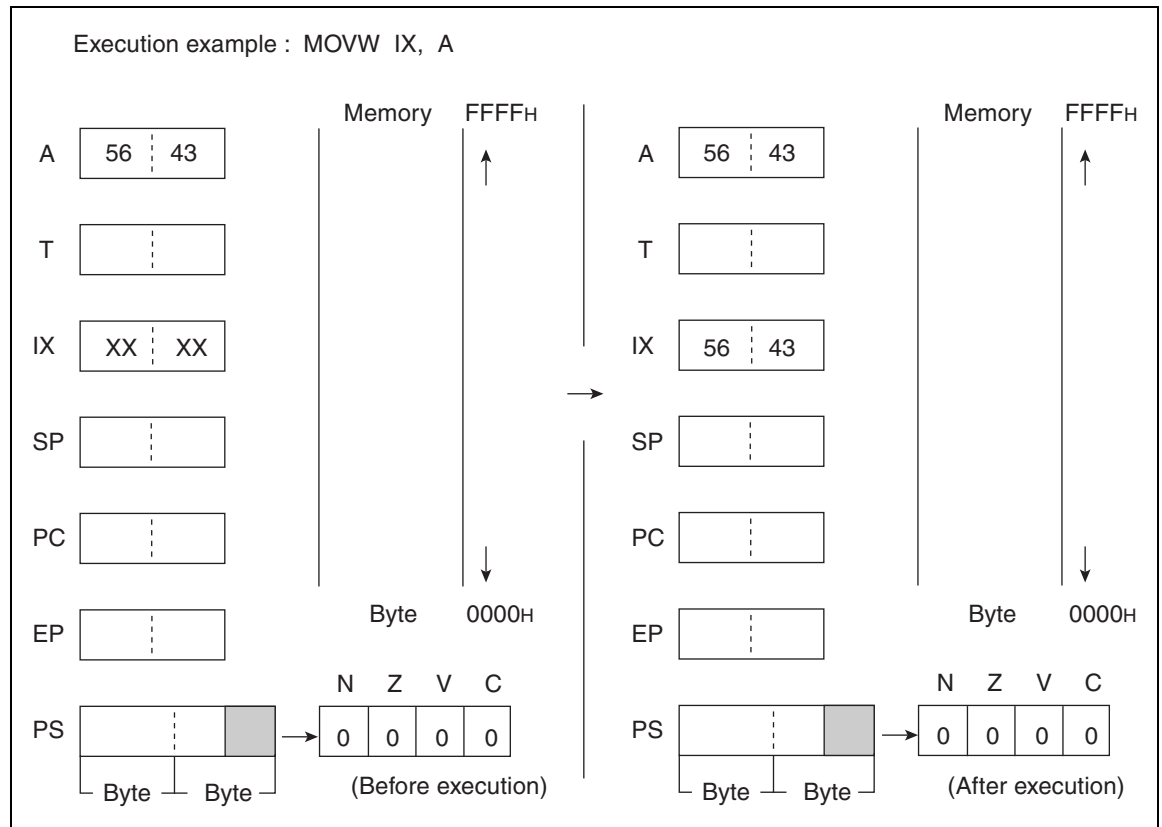 Execution example : MOVW IX, A
Memory FFFFH
A 56 43
T
IX XX XX
SP
PC
EP
Byte 0000H
N Z V C
PS 0 0 0 0
Byte Byte
(Before execution)
Memory FFFFH
A 56 43
T
IX 56 43
SP
PC
EP
Byte 0000H
N Z V C
PS 0 0 0 0
Byte Byte
(After execution)